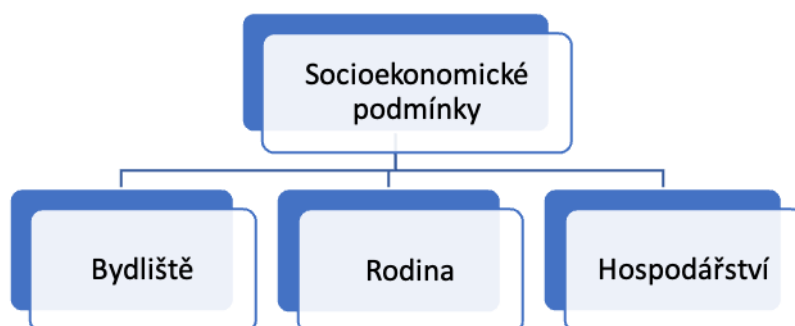 Socioekonomické
podmínky
Bydliště
Rodina
Hospodářství